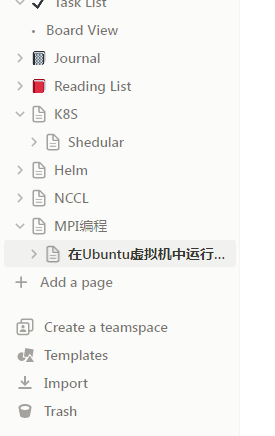 Task List
Board View
Journal
Reading List
K8S
Shedular
Helm
NCCL
MPI编程
在Ubuntu虚拟机中运行...
Add a page
Create a teamspace
Templates
Import
Trash